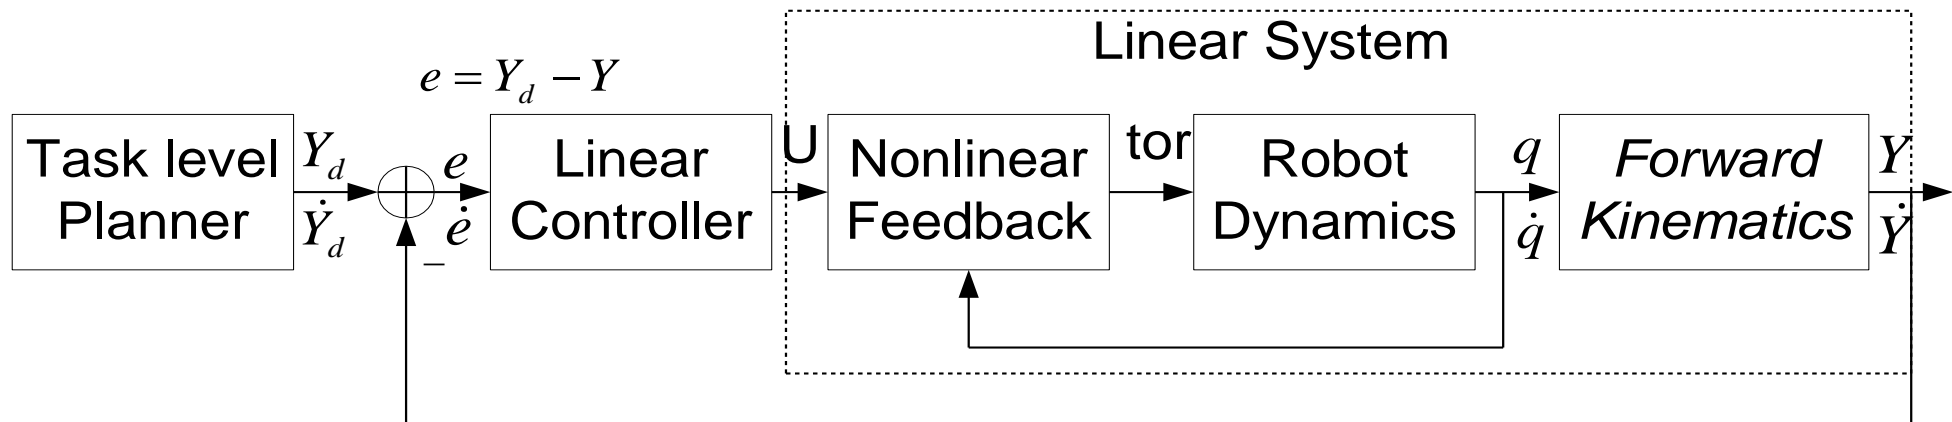 Linear System
e = Y_d − Y
Task level
Planner
Y_d
Ẏ_d
e
ė
−
Linear
Controller
U
Nonlinear
Feedback
tor
Robot
Dynamics
q
q̇
Forward
Kinematics
Y
Ẏ